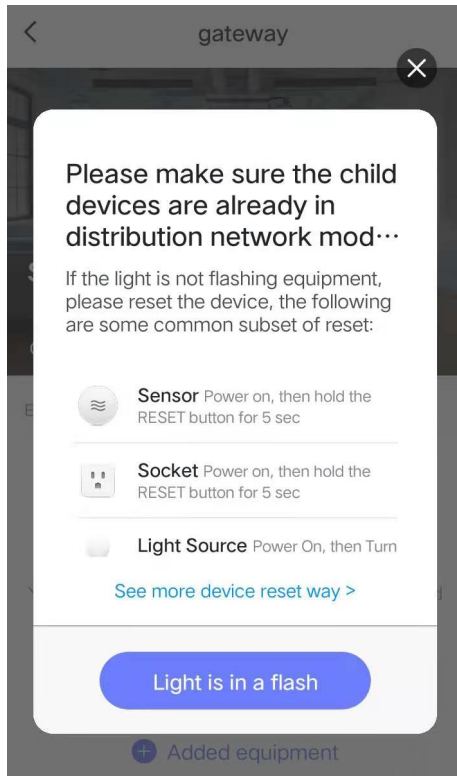 gateway
Please make sure the child
devices are already in
distribution network mod···
If the light is not flashing equipment,
please reset the device, the following
are some common subset of reset:
Sensor Power on, then hold the
RESET button for 5 sec
Socket Power on, then hold the
RESET button for 5 sec
Light Source Power On, then Turn
See more device reset way >
Light is in a flash
Added equipment